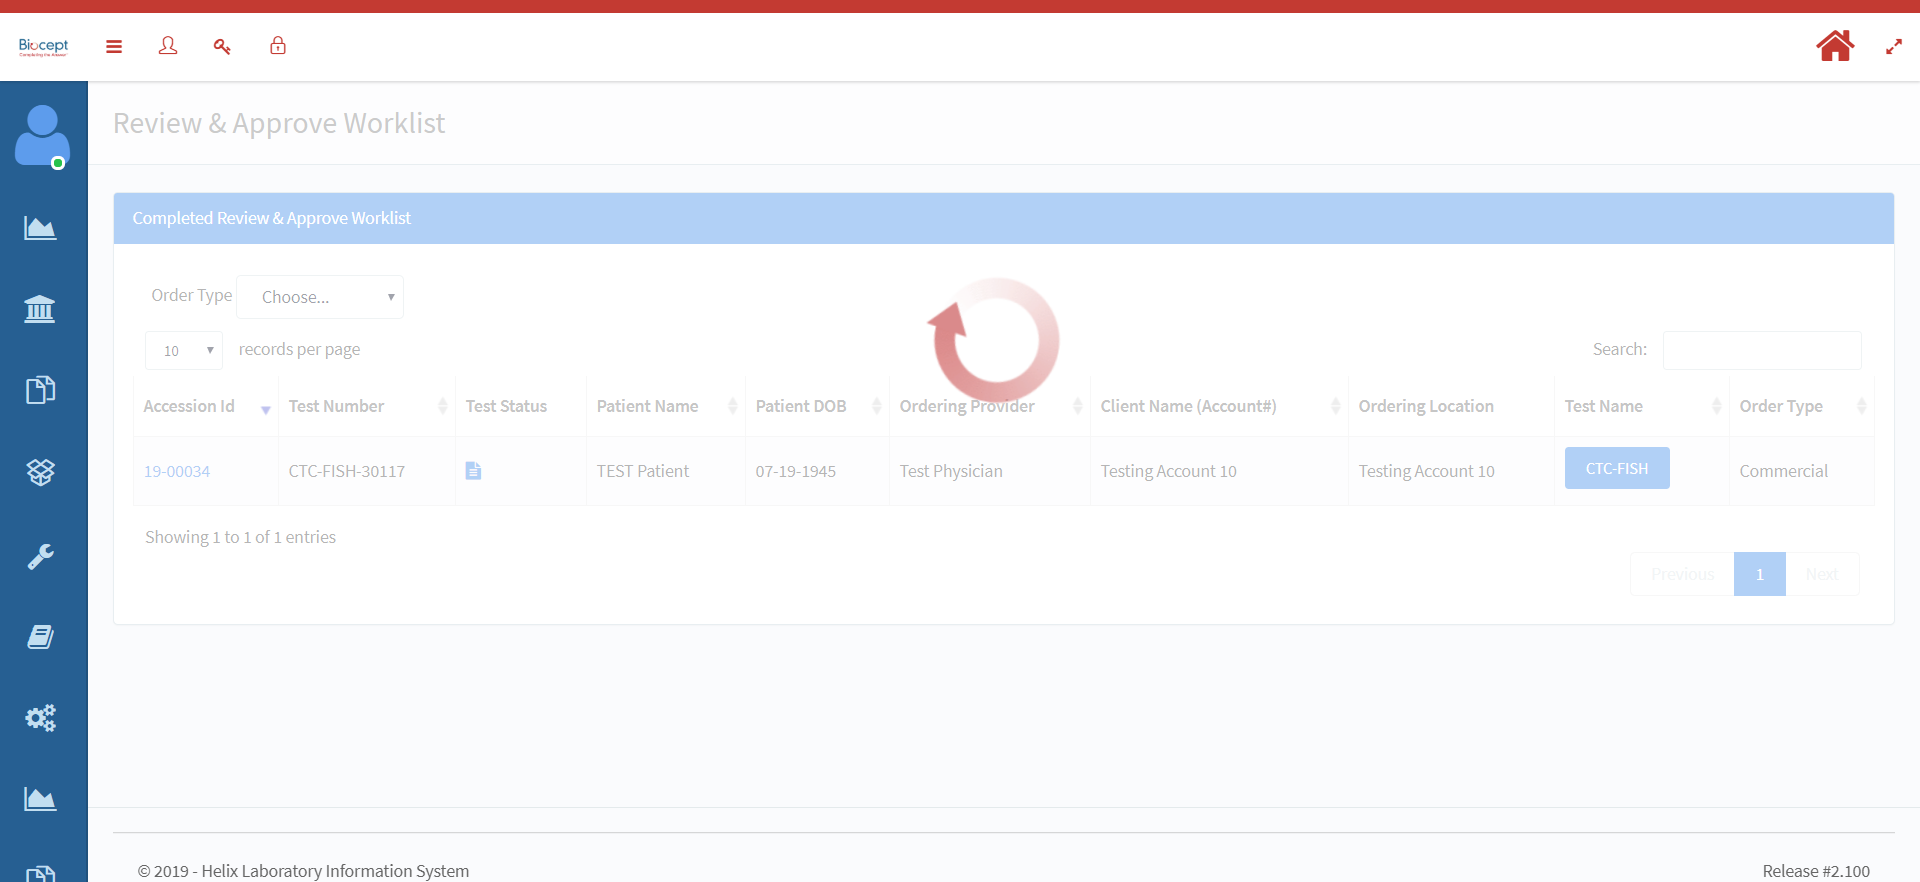 Biocept
Review & Approve Worklist
Completed Review & Approve Worklist
Order Type Choose...
10 records per page Search:
Accession Id Test Number Test Status Patient Name Patient DOB Ordering Provider Client Name (Account#) Ordering Location Test Name Order Type
19-00034 CTC-FISH-30117 TEST Patient 07-19-1945 Test Physician Testing Account 10 Testing Account 10 CTC-FISH Commercial
Showing 1 to 1 of 1 entries
Previous 1 Next
© 2019 - Helix Laboratory Information System Release #2.100